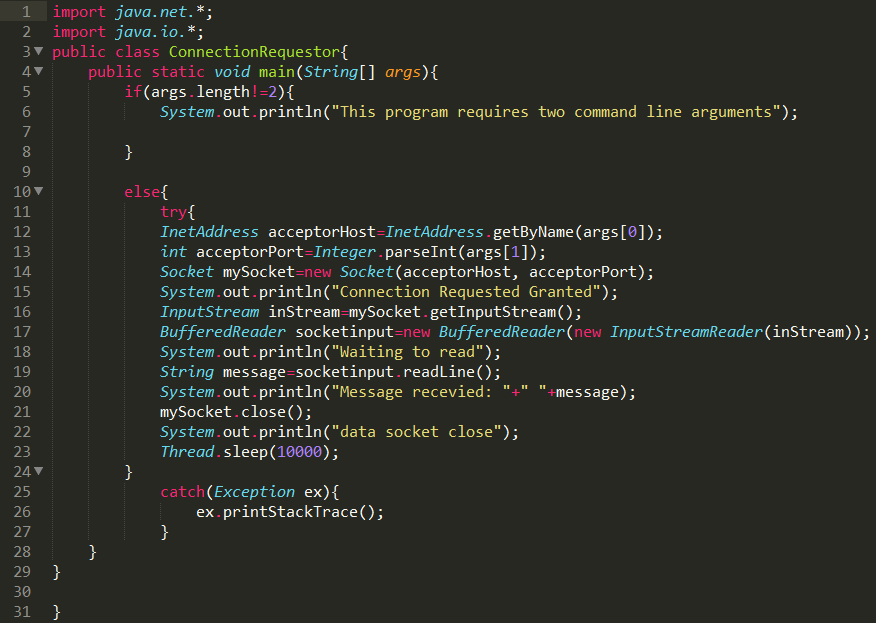 1 import java.net.*;
2 import java.io.*;
3 public class ConnectionRequestor{
4     public static void main(String[] args){
5         if(args.length!=2){
6             System.out.println("This program requires two command line arguments");
7
8         }
9
10         else{
11             try{
12             InetAddress acceptorHost=InetAddress.getByName(args[0]);
13             int acceptorPort=Integer.parseInt(args[1]);
14             Socket mySocket=new Socket(acceptorHost, acceptorPort);
15             System.out.println("Connection Requested Granted");
16             InputStream inStream=mySocket.getInputStream();
17             BufferedReader socketinput=new BufferedReader(new InputStreamReader(inStream));
18             System.out.println("Waiting to read");
19             String message=socketinput.readLine();
20             System.out.println("Message recevied: "+" "+message);
21             mySocket.close();
22             System.out.println("data socket close");
23             Thread.sleep(10000);
24         }
25             catch(Exception ex){
26                 ex.printStackTrace();
27             }
28     }
29 }
30
31 }